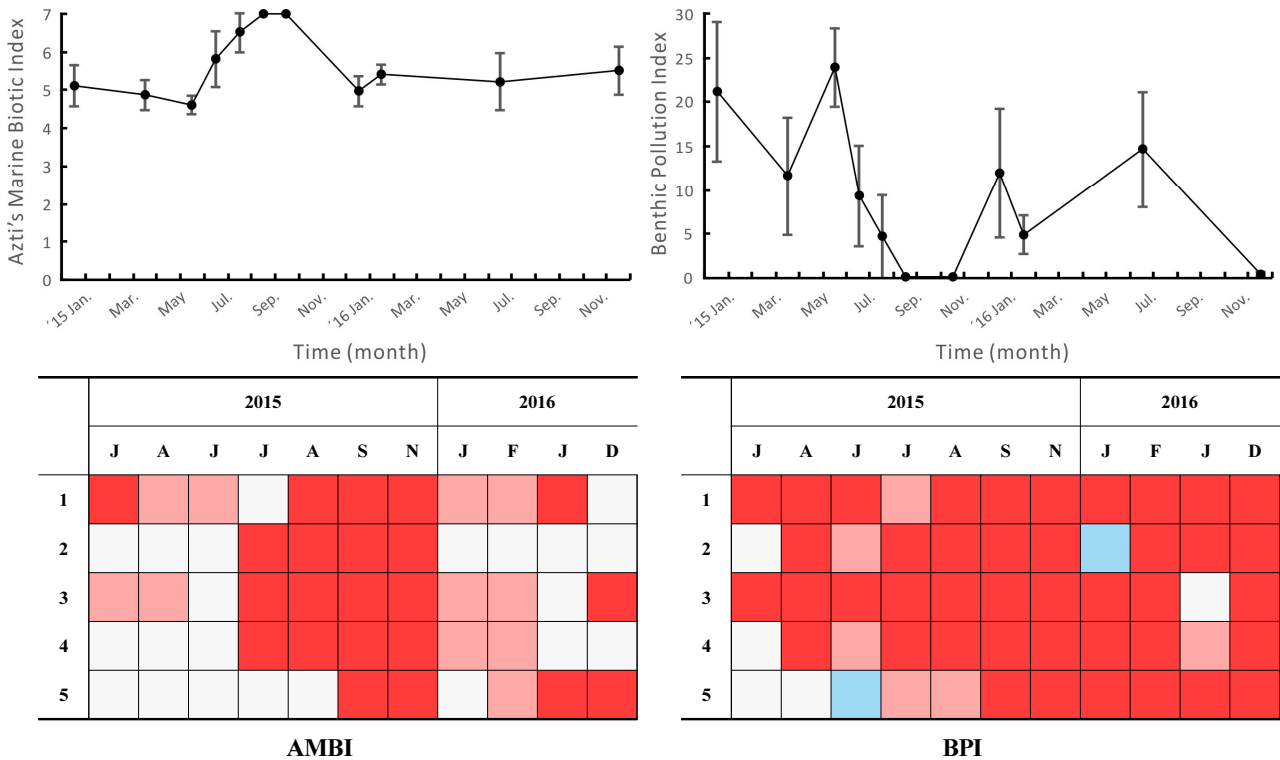 Azti's Marine Biotic Index
7
6
5
4
3
2
1
0
'15 Jan. Mar. May Jul. Sep. Nov. '16 Jan. Mar. May Jul. Sep. Nov.
Time (month)
Benthic Pollution Index
30
25
20
15
10
5
0
'15 Jan. Mar. May Jul. Sep. Nov. '16 Jan. Mar. May Jul. Sep. Nov.
Time (month)
2015 2016
J A J J A S N J F J D
1
2
3
4
5
AMBI
2015 2016
J A J J A S N J F J D
1
2
3
4
5
BPI